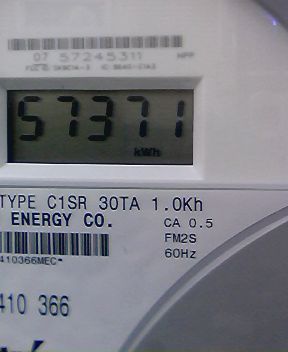 07 57245311 MPP
57371
kWh
TYPE C1SR 30TA 1.0Kh
ENERGY CO. CA 0.5
FM2S
410366MEC* 60Hz
410 366